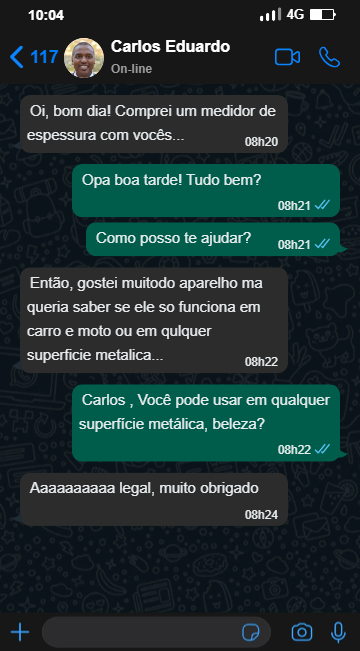 10:04
4G
117
Carlos Eduardo
On-line
Oi, bom dia! Comprei um medidor de
espessura com vocês...
08h20
Opa boa tarde! Tudo bem?
08h21
Como posso te ajudar?
08h21
Então, gostei muitodo aparelho ma
queria saber se ele so funciona em
carro e moto ou em qulquer
superficie metalica...
08h22
Carlos , Você pode usar em qualquer
superfície metálica, beleza?
08h22
Aaaaaaaaaa legal, muito obrigado
08h24